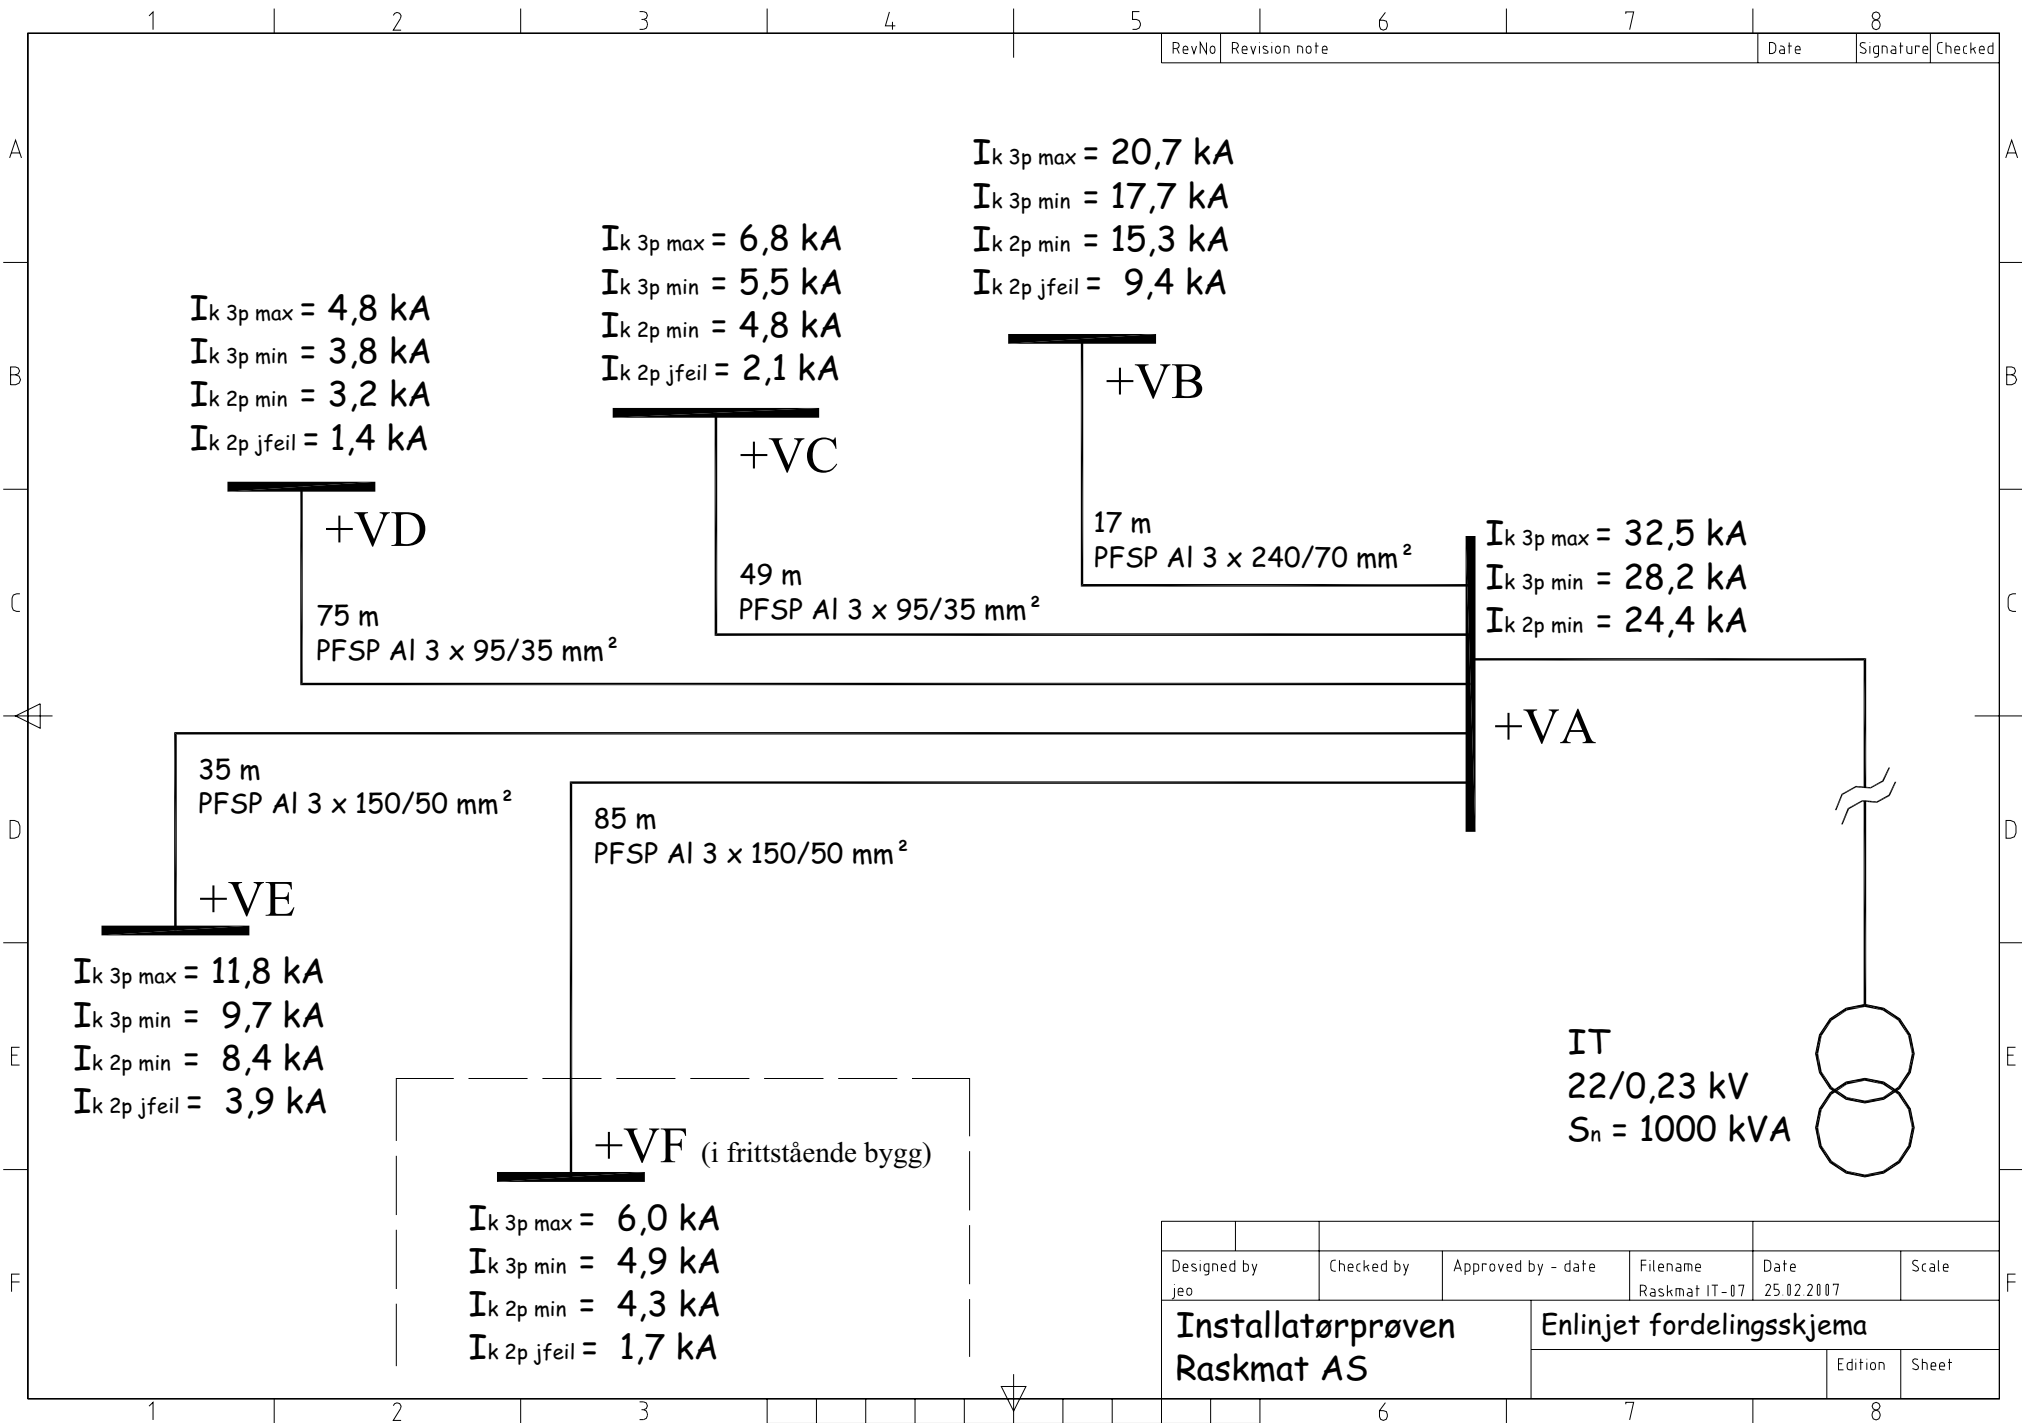 1 2 3 4 5 6 7 8
RevNo Revision note Date Signature Checked
A A
B B
C C
D D
E E
F F
Ik 3p max = 20,7 kA
Ik 3p min = 17,7 kA
Ik 2p min = 15,3 kA
Ik 2p jfeil = 9,4 kA
+VB
17 m
PFSP Al 3 x 240/70 mm²
Ik 3p max = 6,8 kA
Ik 3p min = 5,5 kA
Ik 2p min = 4,8 kA
Ik 2p jfeil = 2,1 kA
+VC
49 m
PFSP Al 3 x 95/35 mm²
Ik 3p max = 4,8 kA
Ik 3p min = 3,8 kA
Ik 2p min = 3,2 kA
Ik 2p jfeil = 1,4 kA
+VD
75 m
PFSP Al 3 x 95/35 mm²
Ik 3p max = 32,5 kA
Ik 3p min = 28,2 kA
Ik 2p min = 24,4 kA
+VA
35 m
PFSP Al 3 x 150/50 mm²
+VE
Ik 3p max = 11,8 kA
Ik 3p min = 9,7 kA
Ik 2p min = 8,4 kA
Ik 2p jfeil = 3,9 kA
85 m
PFSP Al 3 x 150/50 mm²
+VF (i frittstående bygg)
Ik 3p max = 6,0 kA
Ik 3p min = 4,9 kA
Ik 2p min = 4,3 kA
Ik 2p jfeil = 1,7 kA
IT
22/0,23 kV
Sn = 1000 kVA
Designed by Checked by Approved by - date Filename Date Scale
jeo Raskmat IT-07 25.02.2007
Installatørprøven
Raskmat AS
Enlinjet fordelingsskjema
Edition Sheet
1 2 3 6 7 8